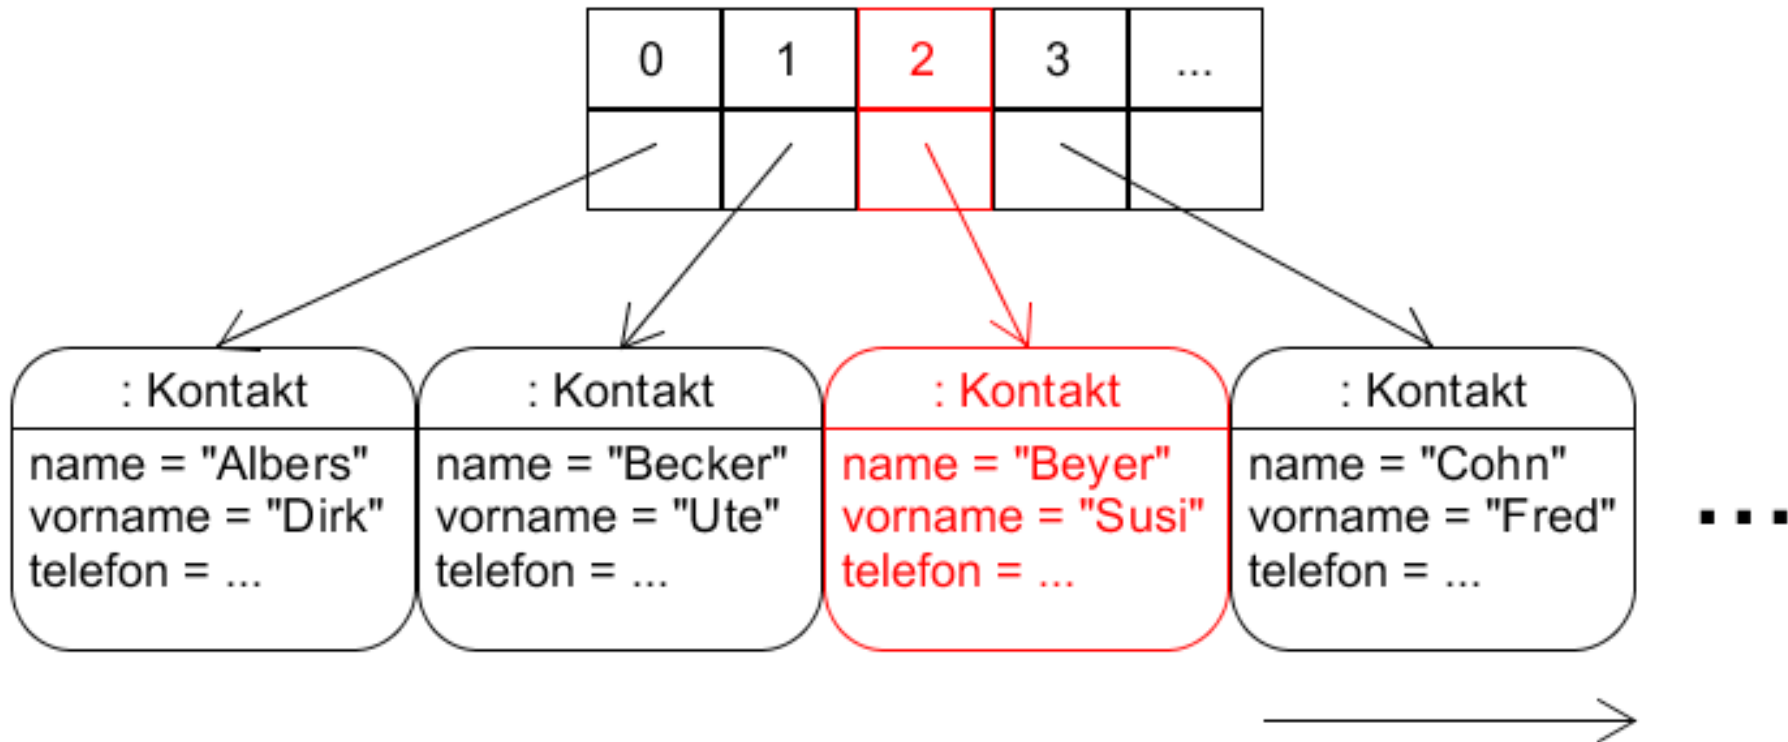 0 1 2 3 ...
: Kontakt
name = "Albers"
vorname = "Dirk"
telefon = ...
: Kontakt
name = "Becker"
vorname = "Ute"
telefon = ...
: Kontakt
name = "Beyer"
vorname = "Susi"
telefon = ...
: Kontakt
name = "Cohn"
vorname = "Fred"
telefon = ...
...